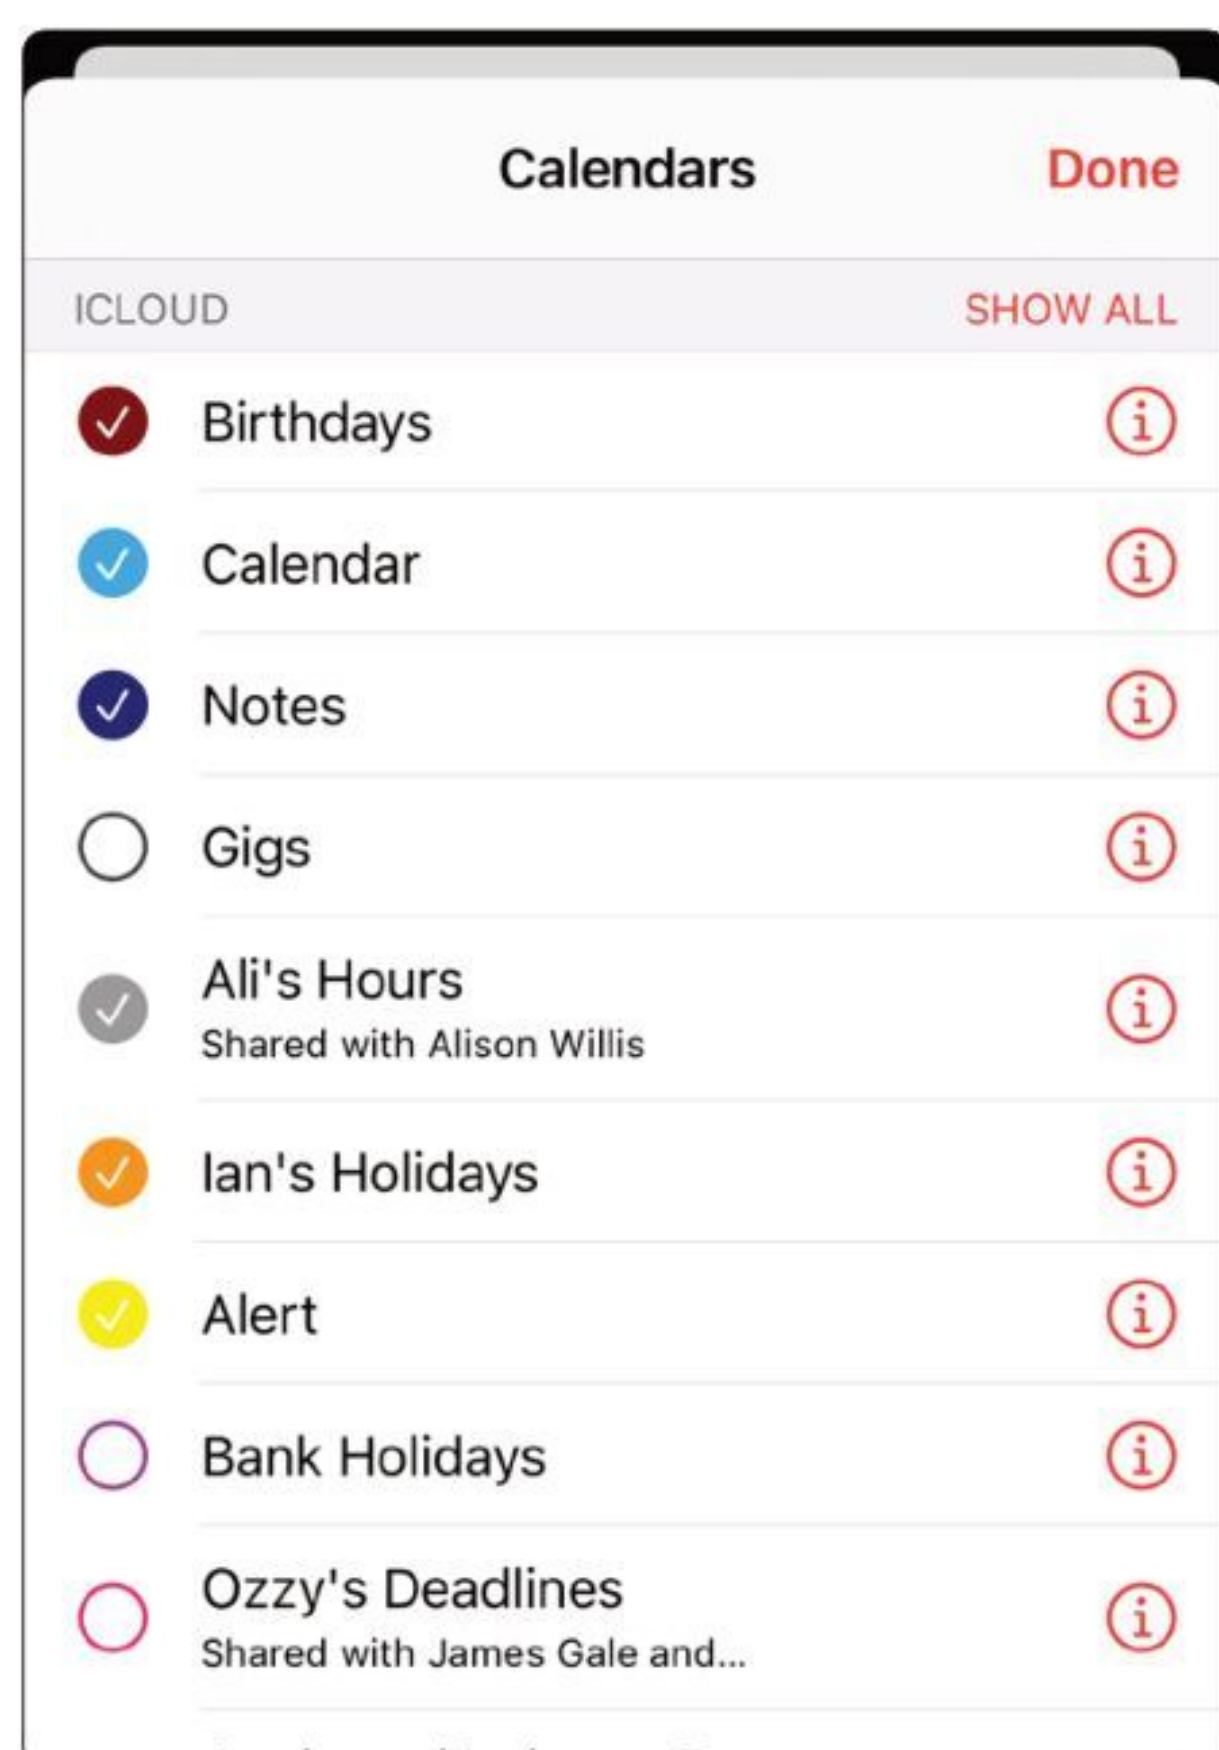 Calendars
Done
ICLOUD
SHOW ALL
Birthdays
Calendar
Notes
Gigs
Ali's Hours
Shared with Alison Willis
Ian's Holidays
Alert
Bank Holidays
Ozzy's Deadlines
Shared with James Gale and...